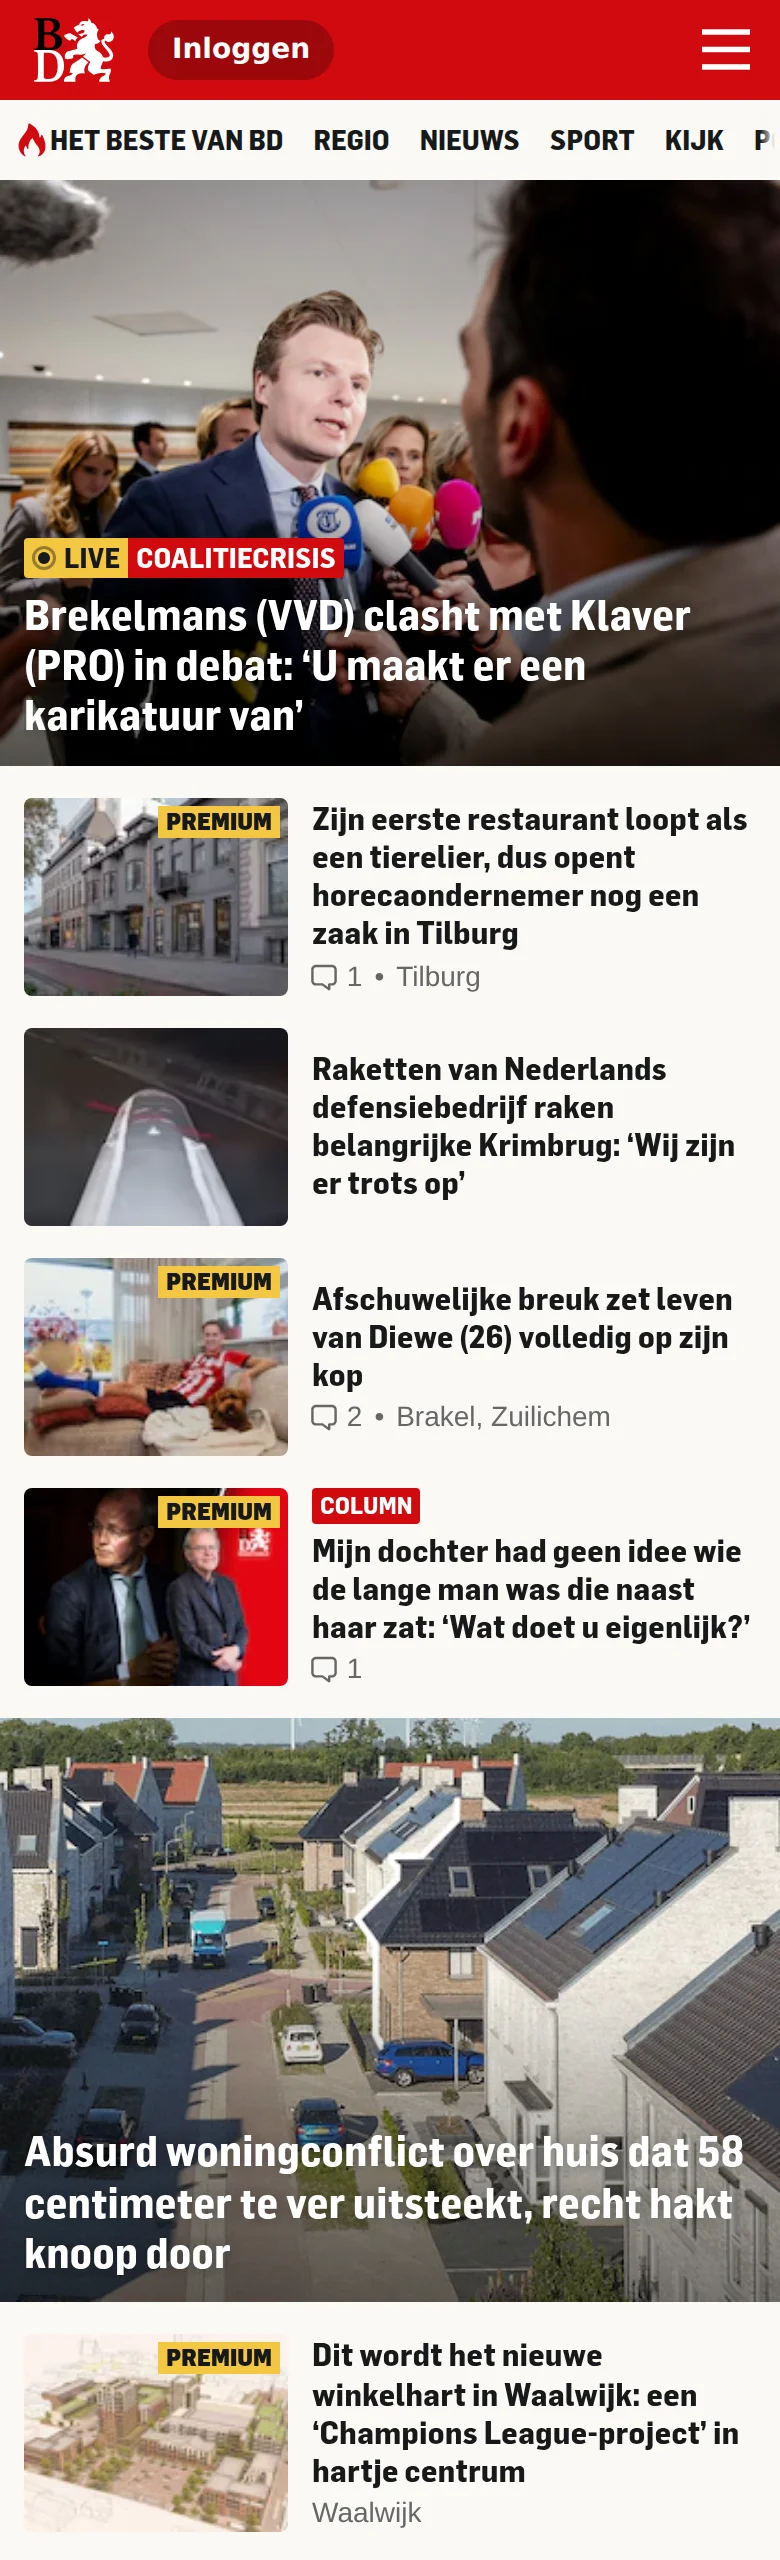 BD
Inloggen
HET BESTE VAN BD REGIO NIEUWS SPORT KIJK
LIVE COALITIECRISIS
Brekelmans (VVD) clasht met Klaver
(PRO) in debat: ‘U maakt er een
karikatuur van’
PREMIUM
Zijn eerste restaurant loopt als
een tierelier, dus opent
horecaondernemer nog een
zaak in Tilburg
1 • Tilburg
Raketten van Nederlands
defensiebedrijf raken
belangrijke Krimbrug: ‘Wij zijn
er trots op’
PREMIUM
Afschuwelijke breuk zet leven
van Diewe (26) volledig op zijn
kop
2 • Brakel, Zuilichem
PREMIUM
COLUMN
Mijn dochter had geen idee wie
de lange man was die naast
haar zat: ‘Wat doet u eigenlijk?’
1
Absurd woningconflict over huis dat 58
centimeter te ver uitsteekt, recht hakt
knoop door
PREMIUM
Dit wordt het nieuwe
winkelhart in Waalwijk: een
‘Champions League-project’ in
hartje centrum
Waalwijk